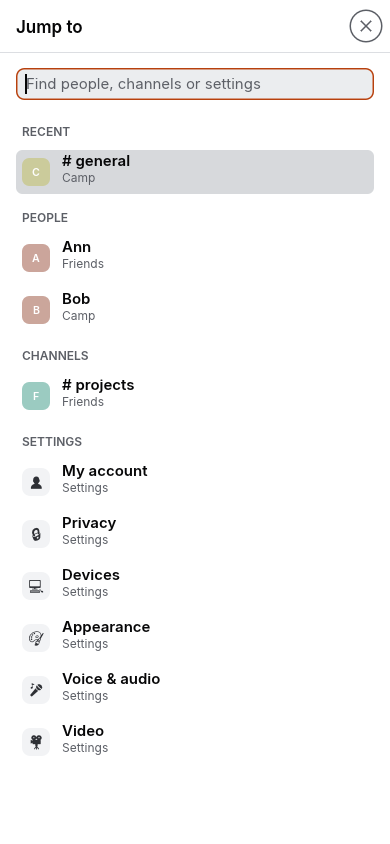 Jump to
Find people, channels or settings
RECENT
C
# general
Camp
PEOPLE
A
Ann
Friends
B
Bob
Camp
CHANNELS
F
# projects
Friends
SETTINGS
My account
Settings
Privacy
Settings
Devices
Settings
Appearance
Settings
Voice & audio
Settings
Video
Settings